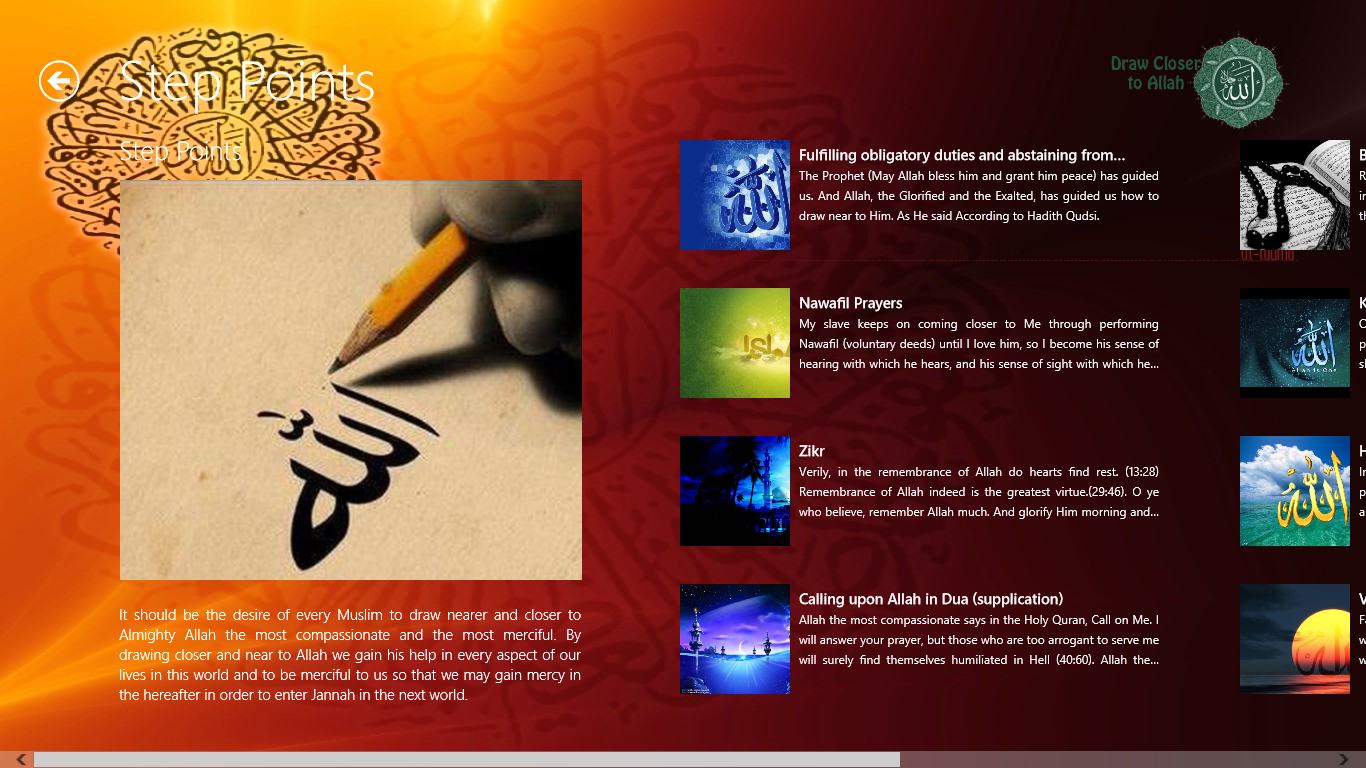 Step Points
Draw Closer
to Allah
Step Points
الله
It should be the desire of every Muslim to draw nearer and closer to
Almighty Allah the most compassionate and the most merciful. By
drawing closer and near to Allah we gain his help in every aspect of our
lives in this world and to be merciful to us so that we may gain mercy in
the hereafter in order to enter Jannah in the next world.
Fulfilling obligatory duties and abstaining from...
The Prophet (May Allah bless him and grant him peace) has guided
us. And Allah, the Glorified and the Exalted, has guided us how to
draw near to Him. As He said According to Hadith Qudsi.
Nawafil Prayers
My slave keeps on coming closer to Me through performing
Nawafil (voluntary deeds) until I love him, so I become his sense of
hearing with which he hears, and his sense of sight with which he...
Zikr
Verily, in the remembrance of Allah do hearts find rest. (13:28)
Remembrance of Allah indeed is the greatest virtue.(29:46). O ye
who believe, remember Allah much. And glorify Him morning and...
Calling upon Allah in Dua (supplication)
Allah the most compassionate says in the Holy Quran, Call on Me. I
will answer your prayer, but those who are too arrogant to serve me
will surely find themselves humiliated in Hell (40:60). Allah the...
الله
الله
Allah is One
الله